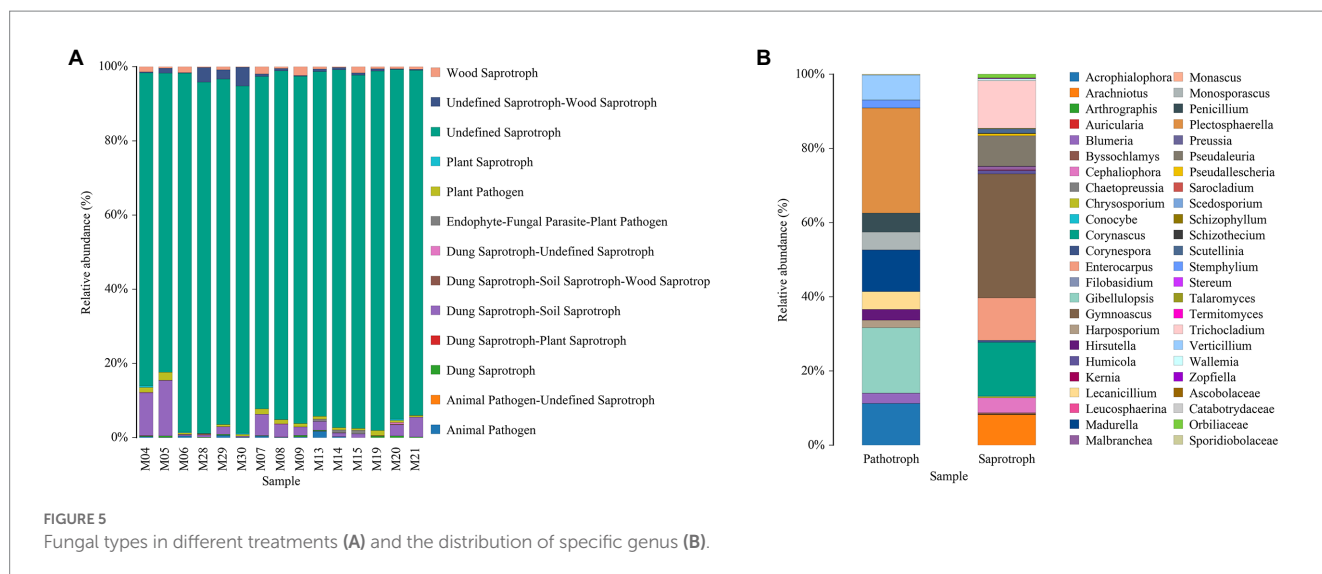 A
100%
80%
60%
40%
20%
0%
Relative abundance (%)
M04
M05
M06
M28
M29
M30
M07
M08
M09
M13
M14
M15
M19
M20
M21
Sample
Wood Saprotroph
Undefined Saprotroph-Wood Saprotroph
Undefined Saprotroph
Plant Saprotroph
Plant Pathogen
Endophyte-Fungal Parasite-Plant Pathogen
Dung Saprotroph-Undefined Saprotroph
Dung Saprotroph-Soil Saprotroph-Wood Saprotrop
Dung Saprotroph-Soil Saprotroph
Dung Saprotroph-Plant Saprotroph
Dung Saprotroph
Animal Pathogen-Undefined Saprotroph
Animal Pathogen
B
100%
80%
60%
40%
20%
0%
Relative abundance (%)
Pathotroph
Saprotroph
Sample
Acrophialophora
Arachniotus
Arthrographis
Auricularia
Blumeria
Byssochlamys
Cephaliophora
Chaetopreussia
Chrysosporium
Conocybe
Corynascus
Corynespora
Enterocarpus
Filobasidium
Gibellulopsis
Gymnoascus
Harposporium
Hirsutella
Humicola
Kernia
Lecanicillium
Leucosphaerina
Madurella
Malbranchea
Monascus
Monosporascus
Penicillium
Plectosphaerella
Preussia
Pseudaleuria
Pseudallescheria
Sarocladium
Scedosporium
Schizophyllum
Schizothecium
Scutellinia
Stemphylium
Stereum
Talaromyces
Termitomyces
Trichocladium
Verticillium
Wallemia
Zopfiella
Ascobolaceae
Catabotrydaceae
Orbiliaceae
Sporidiobolaceae
FIGURE 5
Fungal types in different treatments (A) and the distribution of specific genus (B).